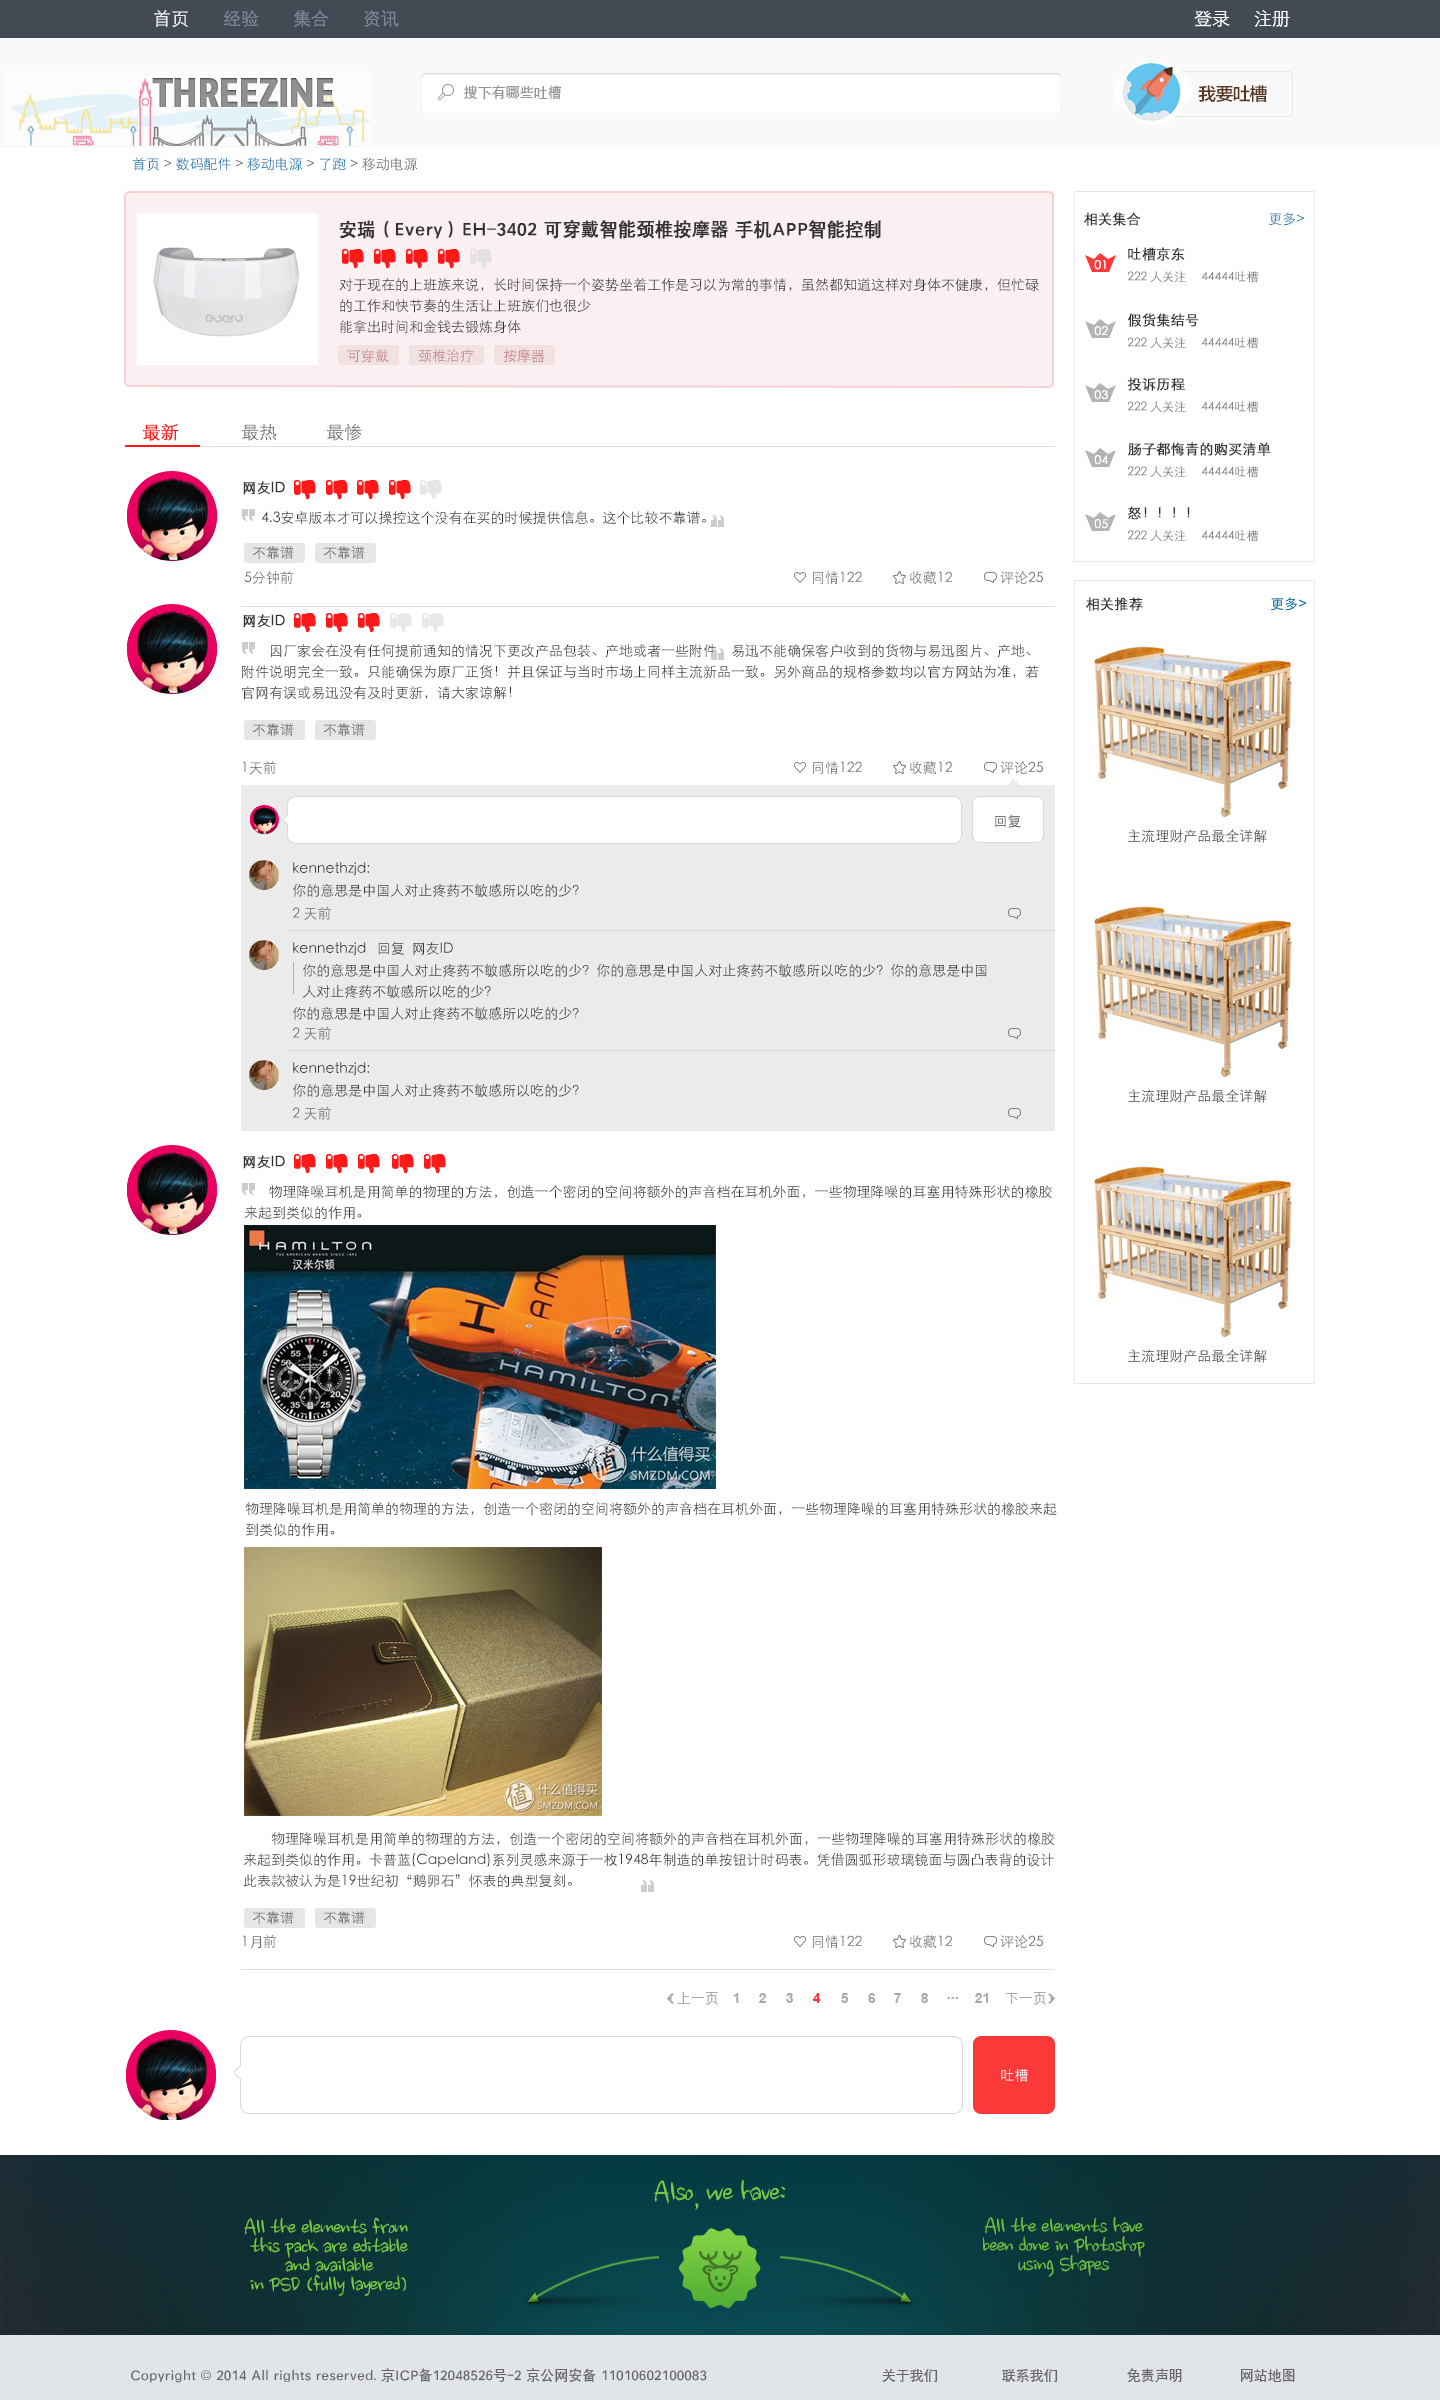 首页 经验 集合 资讯 登录 注册
THREEZINE
搜下有哪些吐槽
我要吐槽
首页 > 数码配件 > 移动电源 > 了跑 > 移动电源
every
安瑞（Every）EH-3402 可穿戴智能颈椎按摩器 手机APP智能控制
对于现在的上班族来说，长时间保持一个姿势坐着工作是习以为常的事情，虽然都知道这样对身体不健康，但忙碌
的工作和快节奏的生活让上班族们也很少
能拿出时间和金钱去锻炼身体
可穿戴 颈椎治疗 按摩器
相关集合 更多>
01 吐槽京东
222 人关注 44444吐槽
02 假货集结号
222 人关注 44444吐槽
03 投诉历程
222 人关注 44444吐槽
04 肠子都悔青的购买清单
222 人关注 44444吐槽
05 怒！！！！
222 人关注 44444吐槽
最新 最热 最惨
网友ID
4.3安卓版本才可以操控这个没有在买的时候提供信息。这个比较不靠谱。
不靠谱 不靠谱
5分钟前 同情122 收藏12 评论25
网友ID
因厂家会在没有任何提前通知的情况下更改产品包装、产地或者一些附件 易迅不能确保客户收到的货物与易迅图片、产地、
附件说明完全一致。只能确保为原厂正货！并且保证与当时市场上同样主流新品一致。另外商品的规格参数均以官方网站为准，若
官网有误或易迅没有及时更新，请大家谅解！
不靠谱 不靠谱
1天前 同情122 收藏12 评论25
回复
kennethzjd:
你的意思是中国人对止疼药不敏感所以吃的少？
2 天前
kennethzjd 回复 网友ID
你的意思是中国人对止疼药不敏感所以吃的少？你的意思是中国人对止疼药不敏感所以吃的少？你的意思是中国
人对止疼药不敏感所以吃的少？
你的意思是中国人对止疼药不敏感所以吃的少？
2 天前
kennethzjd:
你的意思是中国人对止疼药不敏感所以吃的少？
2 天前
相关推荐 更多>
主流理财产品最全详解
主流理财产品最全详解
主流理财产品最全详解
网友ID
物理降噪耳机是用简单的物理的方法，创造一个密闭的空间将额外的声音档在耳机外面，一些物理降噪的耳塞用特殊形状的橡胶
来起到类似的作用。
HAMILTON
THE AMERICAN BRAND SINCE 1892
汉米尔顿
H
HAM
HAMILTON
值 什么值得买
SMZDM.COM
物理降噪耳机是用简单的物理的方法，创造一个密闭的空间将额外的声音档在耳机外面，一些物理降噪的耳塞用特殊形状的橡胶来起
到类似的作用。
值 什么值得买
SMZDM.COM
物理降噪耳机是用简单的物理的方法，创造一个密闭的空间将额外的声音档在耳机外面，一些物理降噪的耳塞用特殊形状的橡胶
来起到类似的作用。卡普蓝(Capeland)系列灵感来源于一枚1948年制造的单按钮计时码表。凭借圆弧形玻璃镜面与圆凸表背的设计
此表款被认为是19世纪初“鹅卵石”怀表的典型复刻。
不靠谱 不靠谱
1月前 同情122 收藏12 评论25
上一页 1 2 3 4 5 6 7 8 ··· 21 下一页
吐槽
Also, we have:
All the elements from
this pack are editable
and available
in PSD (fully layered)
All the elements have
been done in Photoshop
using Shapes
Copyright © 2014 All rights reserved. 京ICP备12048526号-2 京公网安备 11010602100083 关于我们 联系我们 免责声明 网站地图